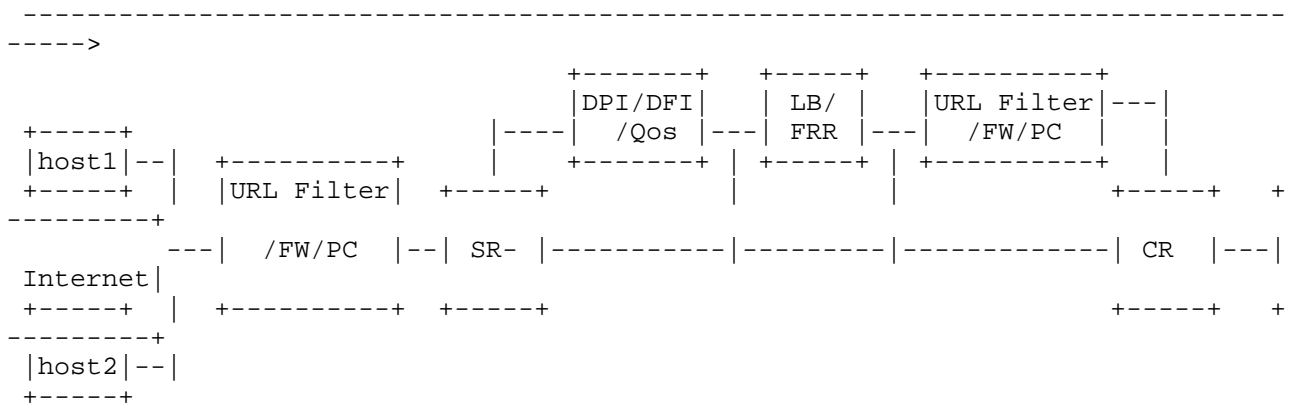 ------------------------------------------------------------------------------
----->
+-------+   +-----+   +----------+
|DPI/DFI|   | LB/ |   |URL Filter|---|
+-----+                       |----| /Qos  |---| FRR |---|  /FW/PC  |   |
|host1|--|  +----------+      |    +-------+ | +-----+ | +----------+   |
+-----+  |  |URL Filter|  +-----+            |         |             +-----+   +
---------+
---|  /FW/PC  |--| SR- |-----------|---------|-------------| CR  |---|
Internet|
+-----+  |  +----------+  +-----+                                    +-----+   +
---------+
|host2|--|
+-----+